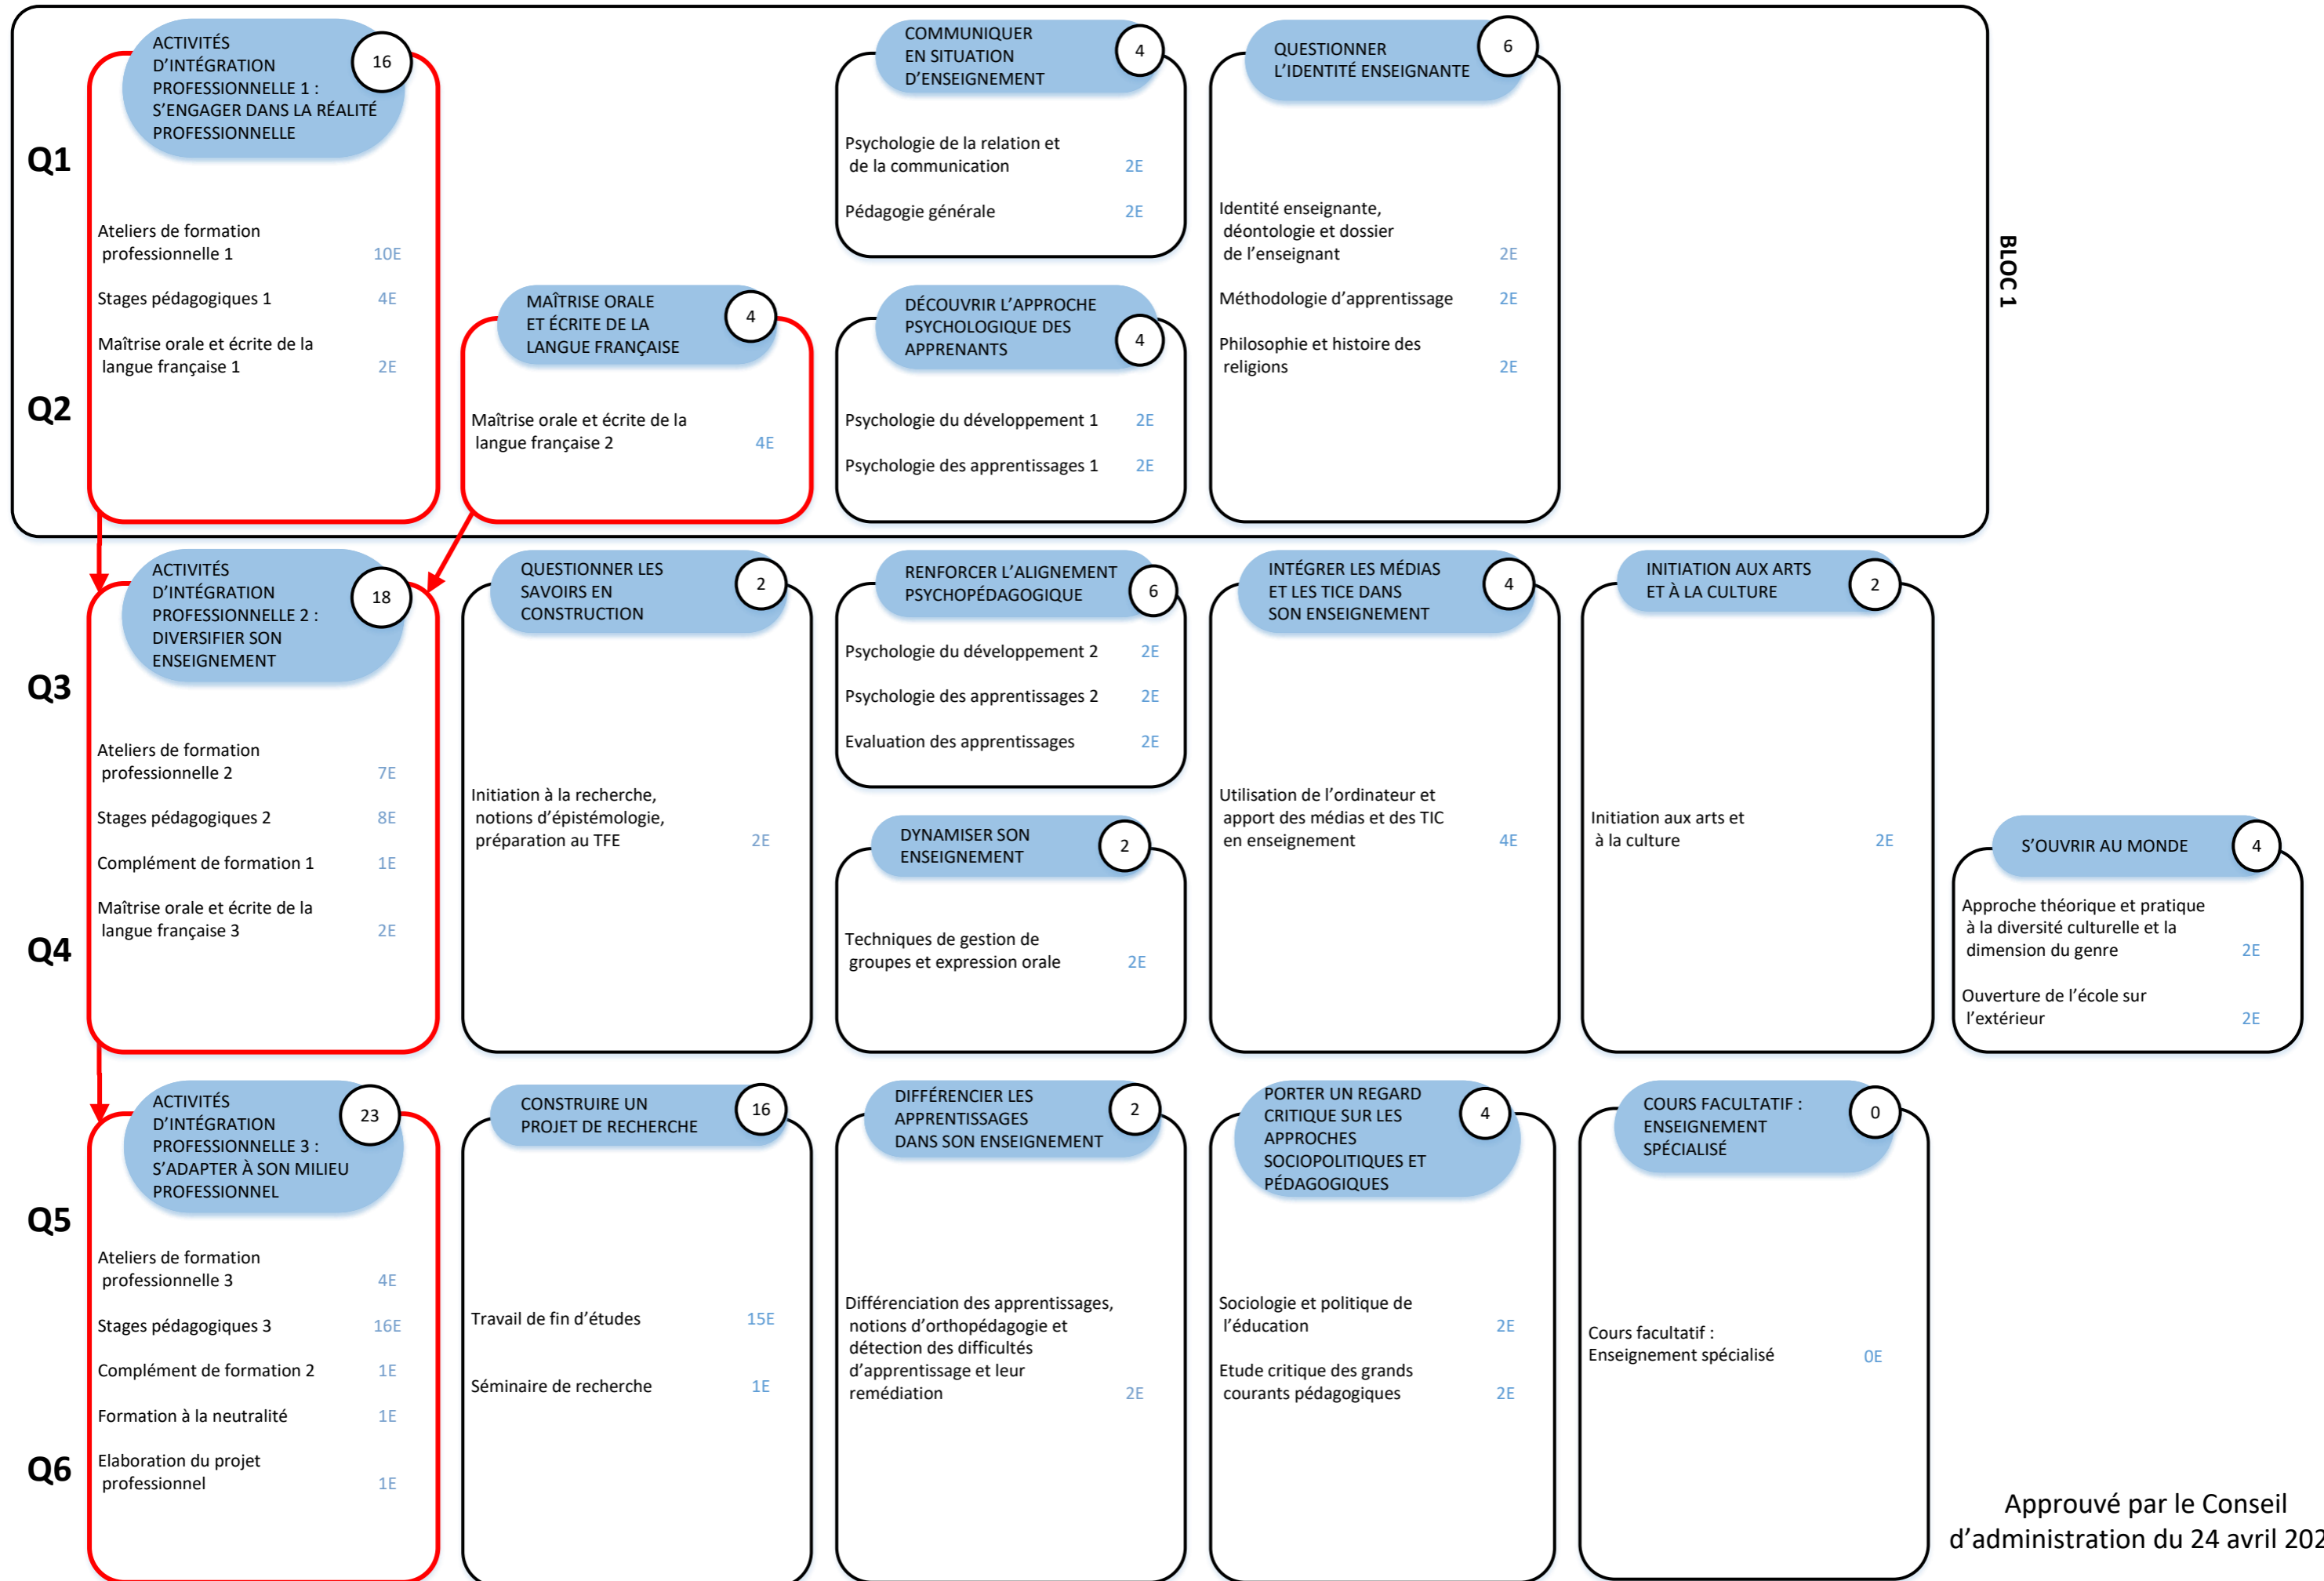 Q1
Q2
BLOC 1
ACTIVITÉS
D’INTÉGRATION
PROFESSIONNELLE 1 :
S’ENGAGER DANS LA RÉALITÉ
PROFESSIONNELLE
16
Ateliers de formation
professionnelle 1 10E
Stages pédagogiques 1 4E
Maîtrise orale et écrite de la
langue française 1 2E
MAÎTRISE ORALE
ET ÉCRITE DE LA
LANGUE FRANÇAISE
4
Maîtrise orale et écrite de la
langue française 2 4E
COMMUNIQUER
EN SITUATION
D’ENSEIGNEMENT
4
Psychologie de la relation et
de la communication 2E
Pédagogie générale 2E
DÉCOUVRIR L’APPROCHE
PSYCHOLOGIQUE DES
APPRENANTS
4
Psychologie du développement 1 2E
Psychologie des apprentissages 1 2E
QUESTIONNER
L’IDENTITÉ ENSEIGNANTE
6
Identité enseignante,
déontologie et dossier
de l’enseignant 2E
Méthodologie d’apprentissage 2E
Philosophie et histoire des
religions 2E
Q3
Q4
ACTIVITÉS
D’INTÉGRATION
PROFESSIONNELLE 2 :
DIVERSIFIER SON
ENSEIGNEMENT
18
Ateliers de formation
professionnelle 2 7E
Stages pédagogiques 2 8E
Complément de formation 1 1E
Maîtrise orale et écrite de la
langue française 3 2E
QUESTIONNER LES
SAVOIRS EN
CONSTRUCTION
2
Initiation à la recherche,
notions d’épistémologie,
préparation au TFE 2E
RENFORCER L’ALIGNEMENT
PSYCHOPÉDAGOGIQUE
6
Psychologie du développement 2 2E
Psychologie des apprentissages 2 2E
Evaluation des apprentissages 2E
DYNAMISER SON
ENSEIGNEMENT
2
Techniques de gestion de
groupes et expression orale 2E
INTÉGRER LES MÉDIAS
ET LES TICE DANS
SON ENSEIGNEMENT
4
Utilisation de l’ordinateur et
apport des médias et des TIC
en enseignement 4E
INITIATION AUX ARTS
ET À LA CULTURE
2
Initiation aux arts et
à la culture 2E
S’OUVRIR AU MONDE
4
Approche théorique et pratique
à la diversité culturelle et la
dimension du genre 2E
Ouverture de l’école sur
l’extérieur 2E
Q5
Q6
ACTIVITÉS
D’INTÉGRATION
PROFESSIONNELLE 3 :
S’ADAPTER À SON MILIEU
PROFESSIONNEL
23
Ateliers de formation
professionnelle 3 4E
Stages pédagogiques 3 16E
Complément de formation 2 1E
Formation à la neutralité 1E
Elaboration du projet
professionnel 1E
CONSTRUIRE UN
PROJET DE RECHERCHE
16
Travail de fin d’études 15E
Séminaire de recherche 1E
DIFFÉRENCIER LES
APPRENTISSAGES
DANS SON ENSEIGNEMENT
2
Différenciation des apprentissages,
notions d’orthopédagogie et
détection des difficultés
d’apprentissage et leur
remédiation 2E
PORTER UN REGARD
CRITIQUE SUR LES
APPROCHES
SOCIOPOLITIQUES ET
PÉDAGOGIQUES
4
Sociologie et politique de
l’éducation 2E
Etude critique des grands
courants pédagogiques 2E
COURS FACULTATIF :
ENSEIGNEMENT
SPÉCIALISÉ
0
Cours facultatif :
Enseignement spécialisé 0E
Approuvé par le Conseil
d’administration du 24 avril